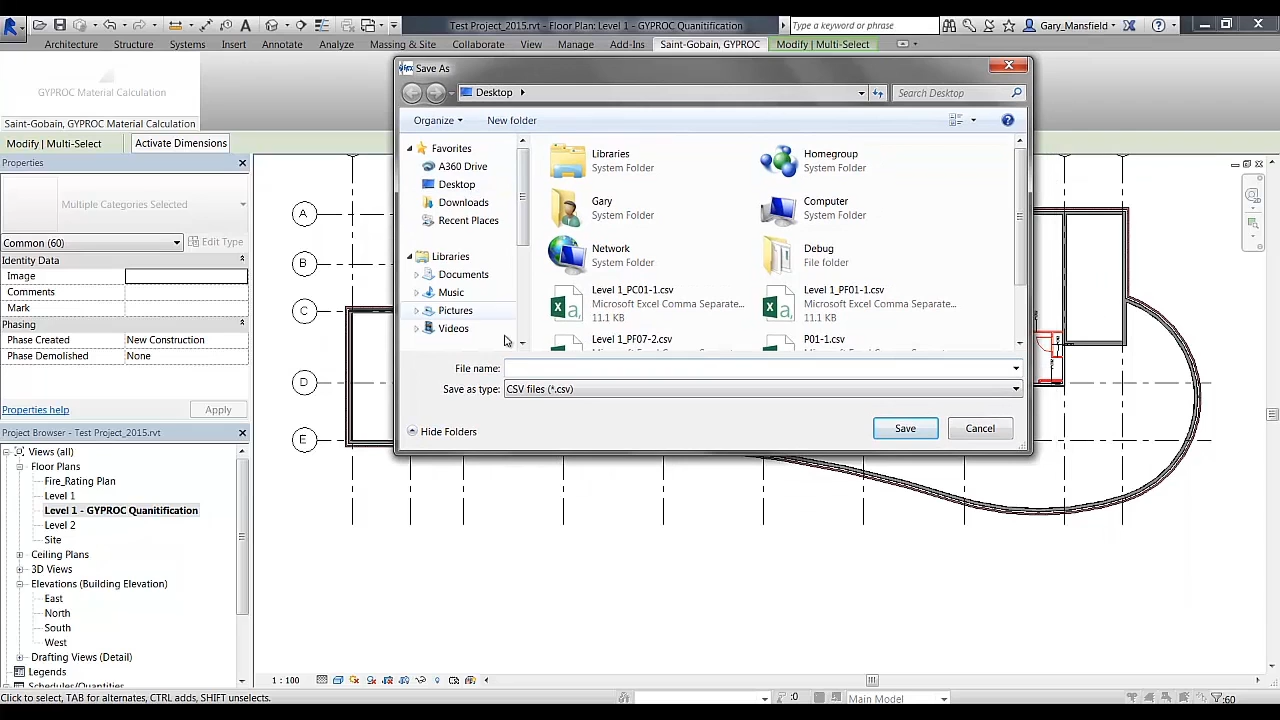 Test Project_2015.rvt - Floor Plan: Level 1 - GYPROC Quanitification
Type a keyword or phrase
Gary_Mansfield
Architecture Structure Systems Insert Annotate Analyze Massing & Site Collaborate View Manage Add-Ins Saint-Gobain, GYPROC Modify | Multi-Select
GYPROC Material Calculation
Saint-Gobain, GYPROC Material Calculation
Modify | Multi-Select Activate Dimensions
Properties
Multiple Categories Selected
Common (60) Edit Type
Identity Data
Image
Comments
Mark
Phasing
Phase Created New Construction
Phase Demolished None
Properties help Apply
Project Browser - Test Project_2015.rvt
Views (all)
Floor Plans
Fire_Rating Plan
Level 1
Level 1 - GYPROC Quanitification
Level 2
Site
Ceiling Plans
3D Views
Elevations (Building Elevation)
East
North
South
West
Drafting Views (Detail)
Legends
Schedules/Quantities
Save As
Desktop
Search Desktop
Organize New folder
Favorites
A360 Drive
Desktop
Downloads
Recent Places
Libraries
Documents
Music
Pictures
Videos
Libraries
System Folder
Homegroup
System Folder
Gary
System Folder
Computer
System Folder
Network
System Folder
Debug
File folder
Level 1_PC01-1.csv
Microsoft Excel Comma Separate...
11.1 KB
Level 1_PF01-1.csv
Microsoft Excel Comma Separate...
11.1 KB
Level 1_PF07-2.csv
P01-1.csv
File name:
Save as type: CSV files (*.csv)
Hide Folders
Save Cancel
A
B
C
D
E
1 : 100
Click to select, TAB for alternates, CTRL adds, SHIFT unselects.
:0
Main Model
:60